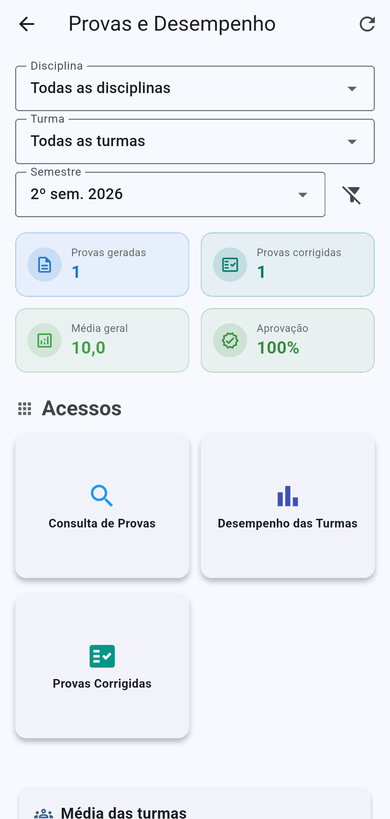 Provas e Desempenho
Disciplina
Todas as disciplinas
Turma
Todas as turmas
Semestre
2º sem. 2026
Provas geradas
1
Provas corrigidas
1
Média geral
10,0
Aprovação
100%
Acessos
Consulta de Provas
Desempenho das Turmas
Provas Corrigidas
Média das turmas